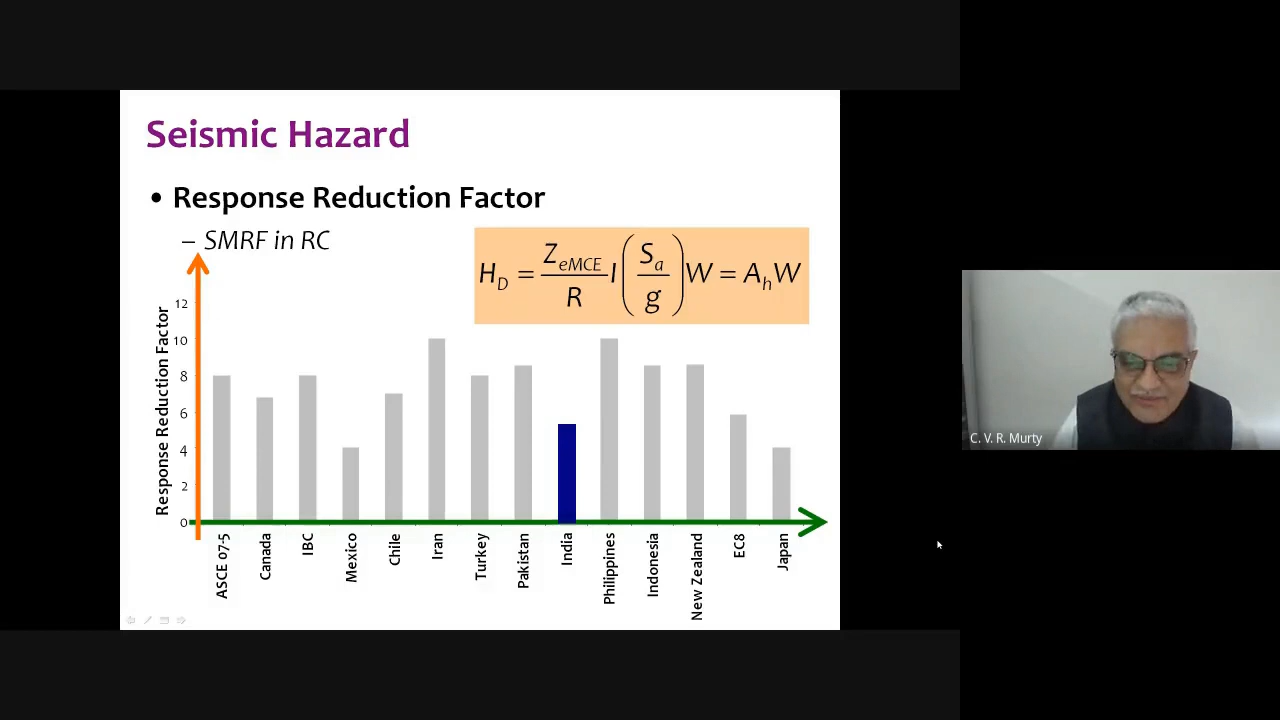 Seismic Hazard
• Response Reduction Factor
– SMRF in RC
H_D = Z_eMCE / R I (S_a / g) W = A_h W
Response Reduction Factor
12
10
8
6
4
2
0
ASCE 07-5
Canada
IBC
Mexico
Chile
Iran
Turkey
Pakistan
India
Philippines
Indonesia
New Zealand
EC8
Japan
C. V. R. Murty